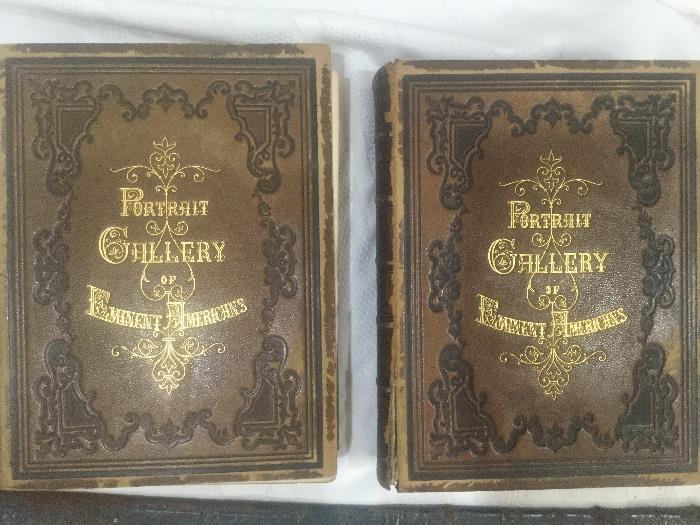 Portrait
Gallery
of
Eminent Americans
Portrait
Gallery
of
Eminent Americans